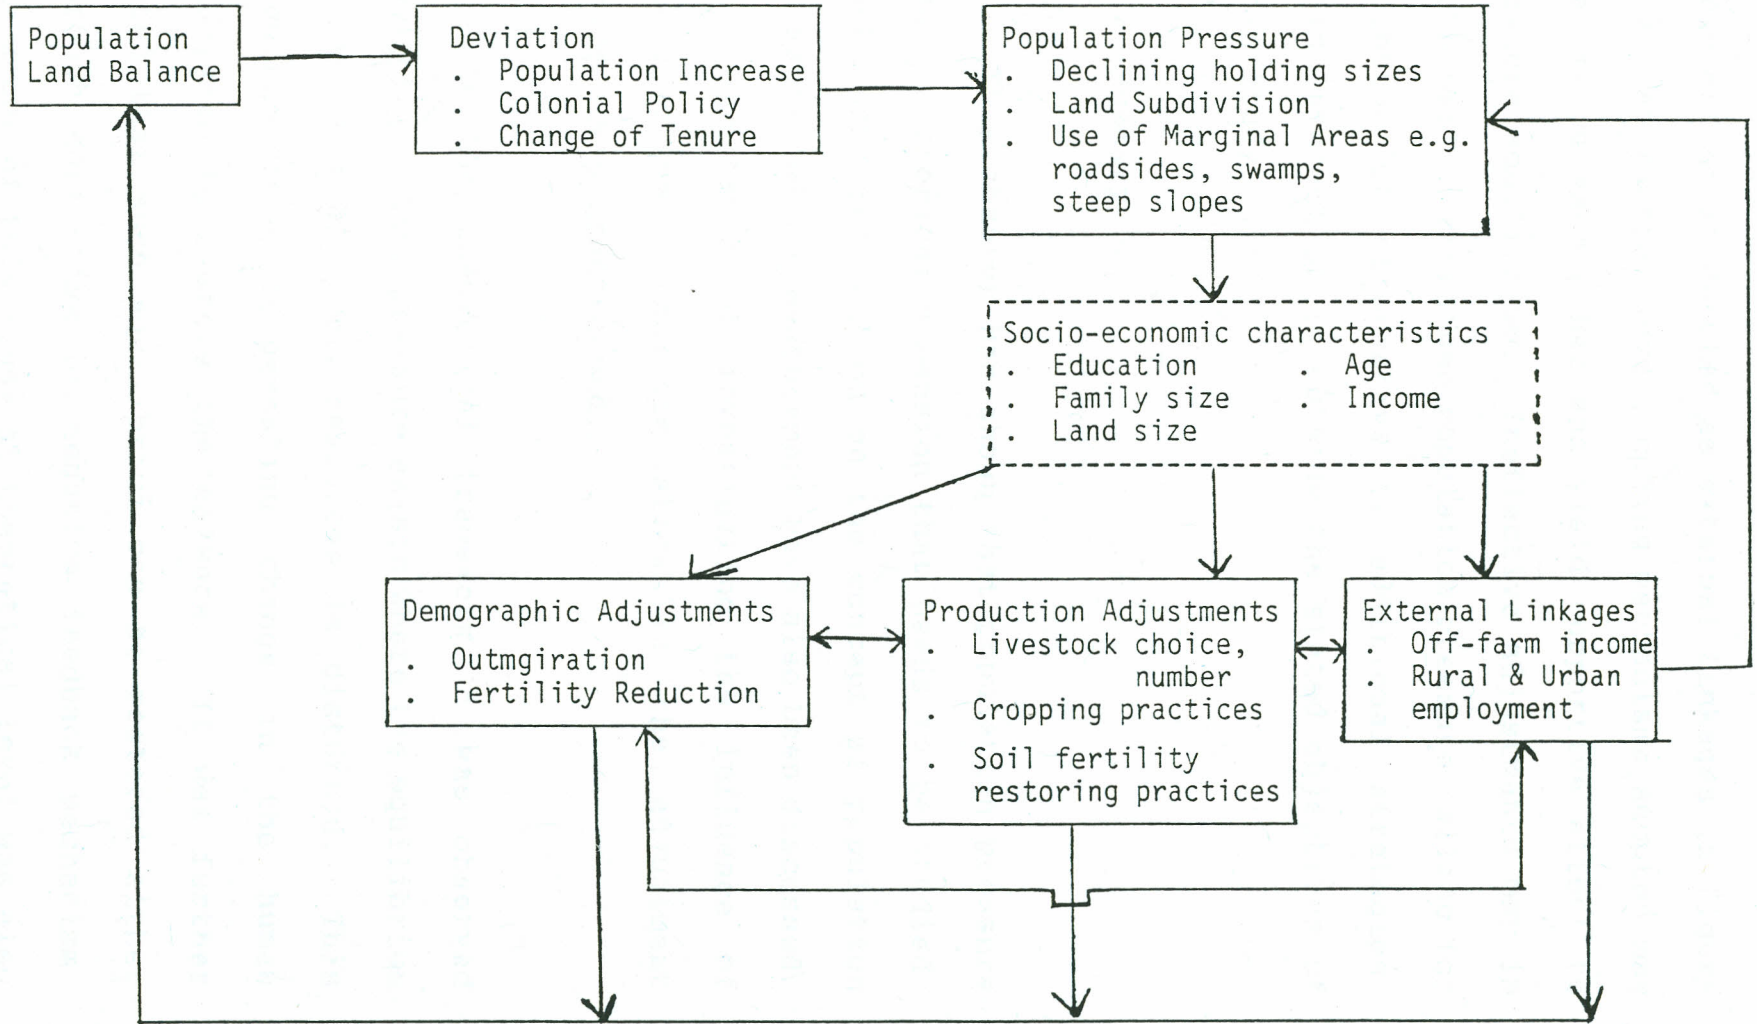 Population
Land Balance
Deviation
. Population Increase
. Colonial Policy
. Change of Tenure
Population Pressure
. Declining holding sizes
. Land Subdivision
. Use of Marginal Areas e.g.
roadsides, swamps,
steep slopes
Socio-economic characteristics
. Education . Age
. Family size . Income
. Land size
Demographic Adjustments
. Outmgiration
. Fertility Reduction
Production Adjustments
. Livestock choice,
number
. Cropping practices
. Soil fertility
restoring practices
External Linkages
. Off-farm income
. Rural & Urban
employment